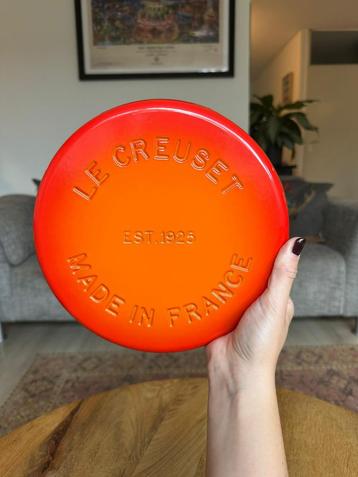 LE CREUSET
EST. 1925
MADE IN FRANCE